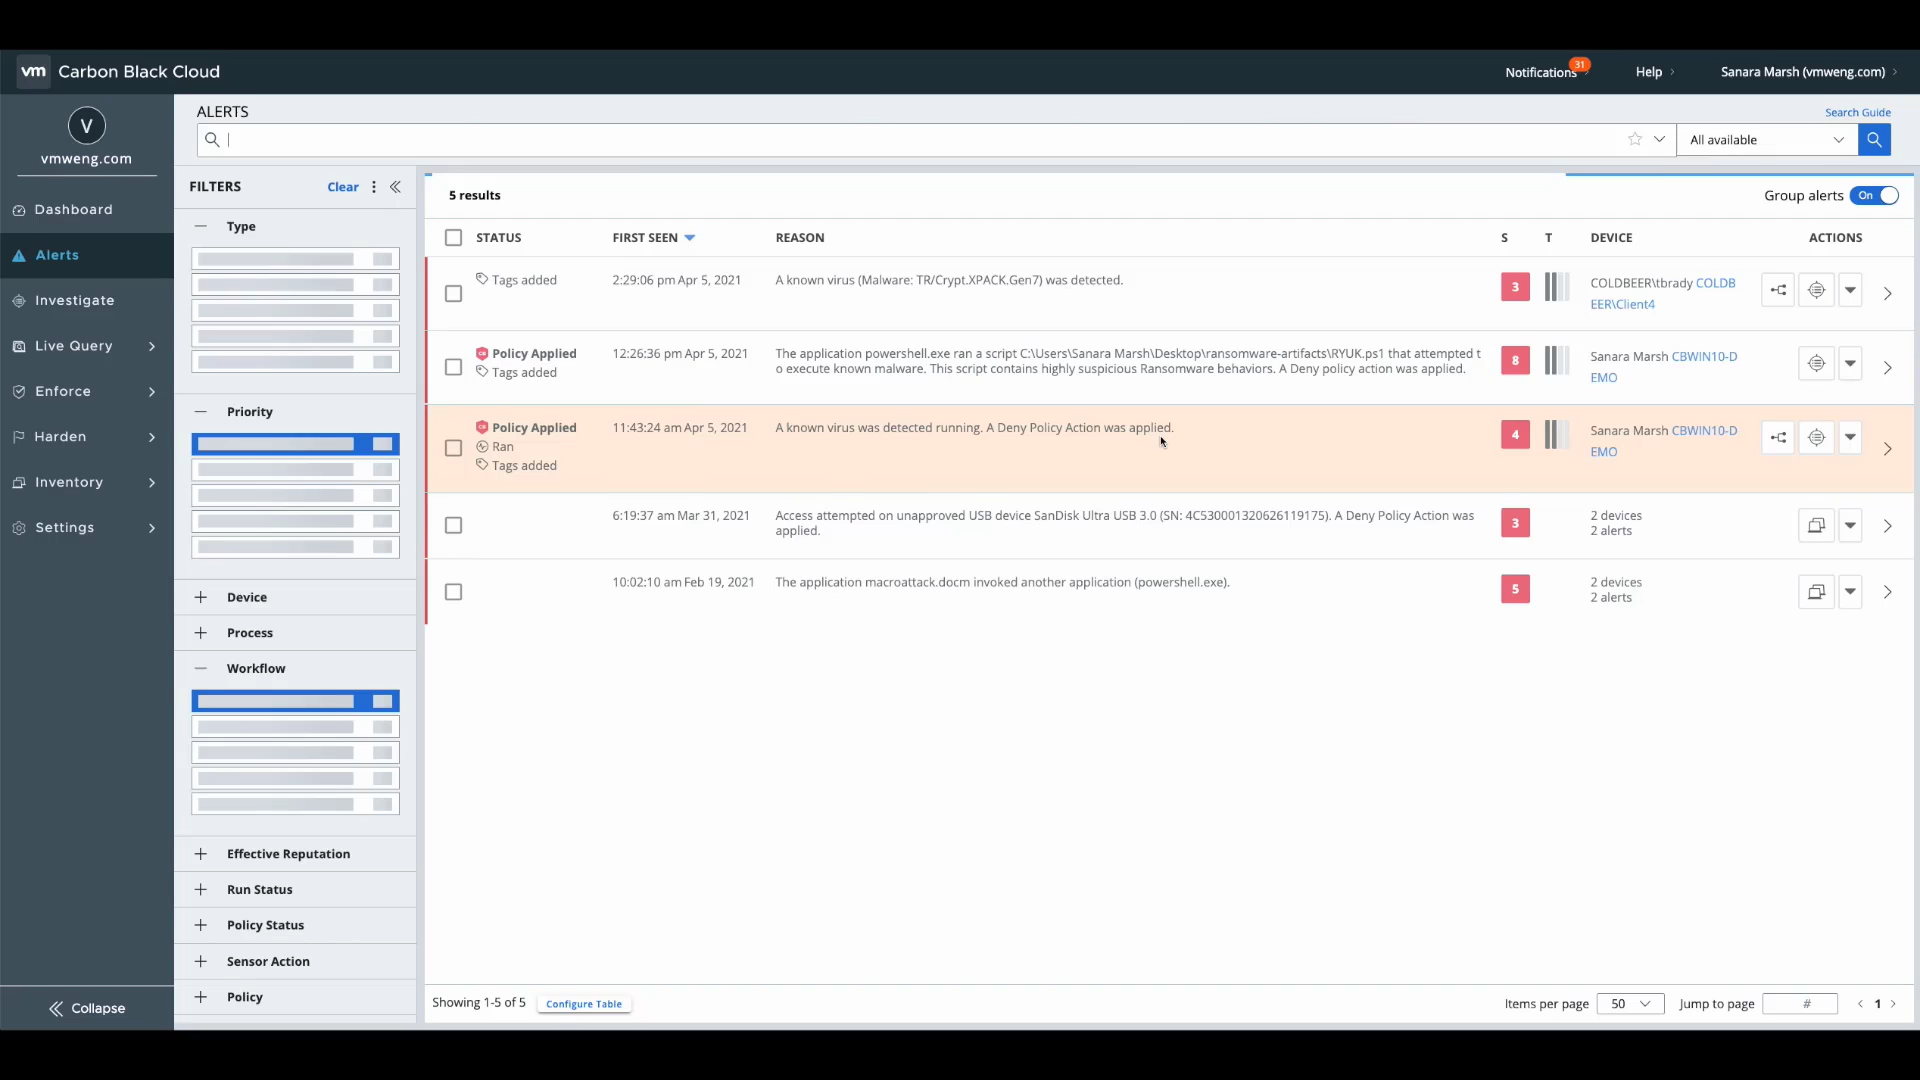 vm Carbon Black Cloud
Notifications 31
Help
Sanara Marsh (vmweng.com)
V
vmweng.com
Dashboard
Alerts
Investigate
Live Query
Enforce
Harden
Inventory
Settings
Collapse
ALERTS
Search Guide
All available
FILTERS
Clear
Type
Priority
Device
Process
Workflow
Effective Reputation
Run Status
Policy Status
Sensor Action
Policy
5 results
Group alerts On
STATUS FIRST SEEN REASON S T DEVICE ACTIONS
Tags added 2:29:06 pm Apr 5, 2021 A known virus (Malware: TR/Crypt.XPACK.Gen7) was detected. 3 COLDBEER\tbrady COLDB
EER\Client4
Policy Applied 12:26:36 pm Apr 5, 2021 The application powershell.exe ran a script C:\Users\Sanara Marsh\Desktop\ransomware-artifacts\RYUK.ps1 that attempted t 8 Sanara Marsh CBWIN10-D
Tags added o execute known malware. This script contains highly suspicious Ransomware behaviors. A Deny policy action was applied. EMO
Policy Applied 11:43:24 am Apr 5, 2021 A known virus was detected running. A Deny Policy Action was applied. 4 Sanara Marsh CBWIN10-D
Ran EMO
Tags added
6:19:37 am Mar 31, 2021 Access attempted on unapproved USB device SanDisk Ultra USB 3.0 (SN: 4C530001320626119175). A Deny Policy Action was 3 2 devices
applied. 2 alerts
10:02:10 am Feb 19, 2021 The application macroattack.docm invoked another application (powershell.exe). 5 2 devices
2 alerts
Showing 1-5 of 5 Configure Table
Items per page 50 Jump to page # 1